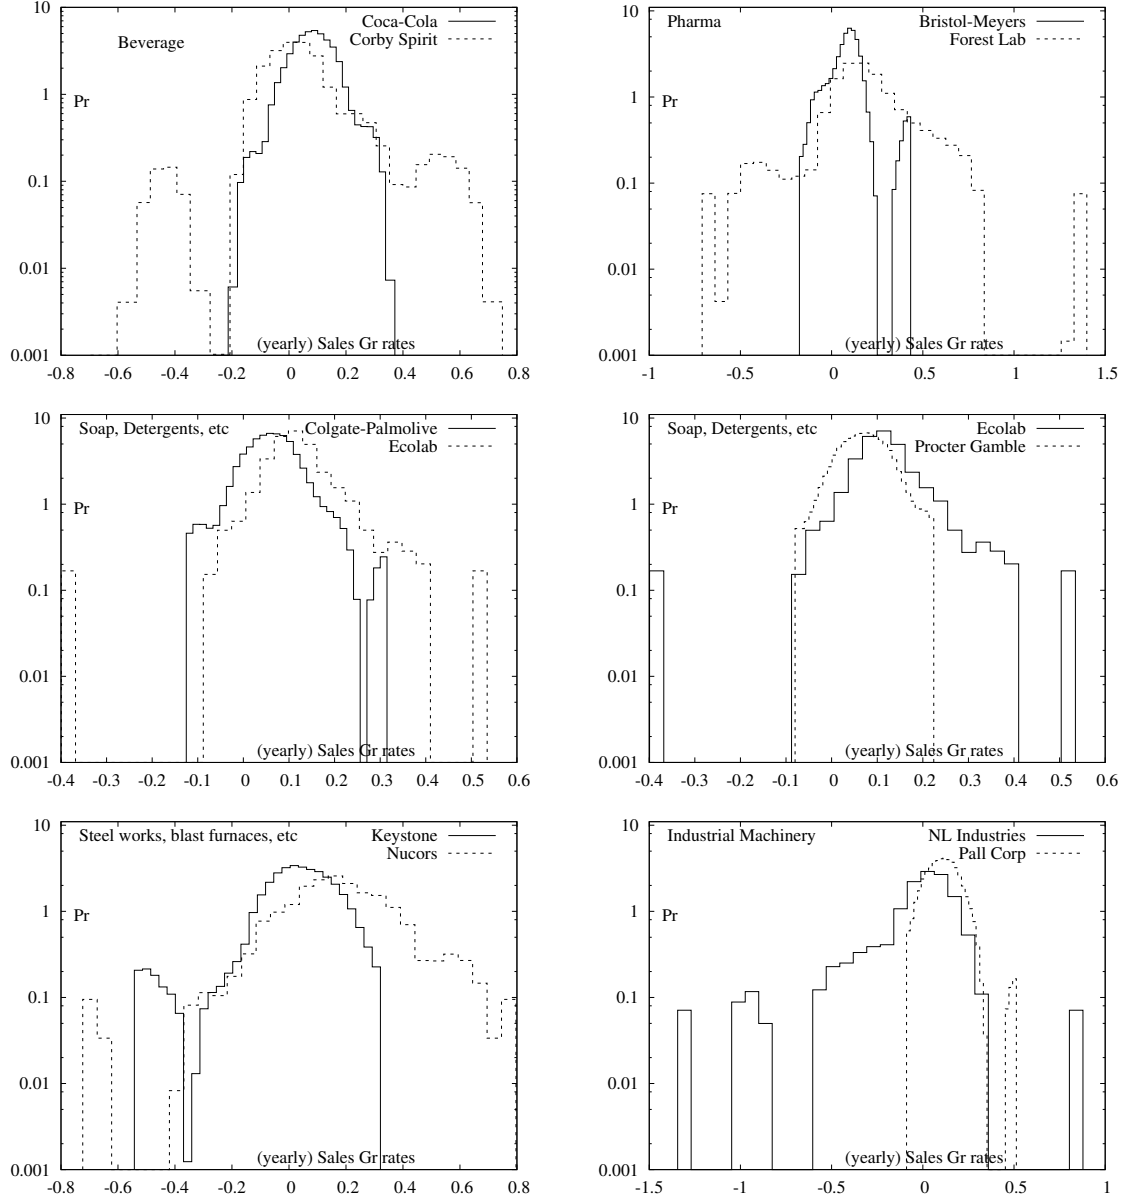 10
1
0.1
0.01
0.001
Beverage
Coca-Cola
Corby Spirit
Pr
(yearly) Sales Gr rates
-0.8 -0.6 -0.4 -0.2 0 0.2 0.4 0.6 0.8
10
1
0.1
0.01
0.001
Pharma
Bristol-Meyers
Forest Lab
Pr
(yearly) Sales Gr rates
-1 -0.5 0 0.5 1 1.5
10
1
0.1
0.01
0.001
Soap, Detergents, etc
Colgate-Palmolive
Ecolab
Pr
(yearly) Sales Gr rates
-0.4 -0.3 -0.2 -0.1 0 0.1 0.2 0.3 0.4 0.5 0.6
10
1
0.1
0.01
0.001
Soap, Detergents, etc
Ecolab
Procter Gamble
Pr
(yearly) Sales Gr rates
-0.4 -0.3 -0.2 -0.1 0 0.1 0.2 0.3 0.4 0.5 0.6
10
1
0.1
0.01
0.001
Steel works, blast furnaces, etc
Keystone
Nucors
Pr
(yearly) Sales Gr rates
-0.8 -0.6 -0.4 -0.2 0 0.2 0.4 0.6 0.8
10
1
0.1
0.01
0.001
Industrial Machinery
NL Industries
Pall Corp
Pr
(yearly) Sales Gr rates
-1.5 -1 -0.5 0 0.5 1